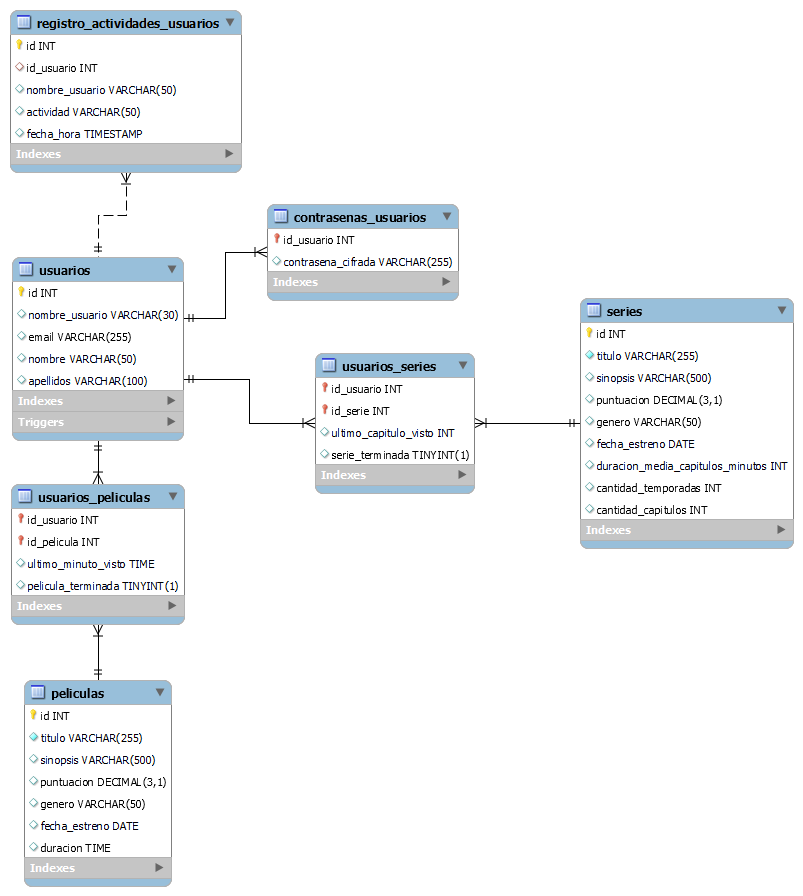 registro_actividades_usuarios
id INT
id_usuario INT
nombre_usuario VARCHAR(50)
actividad VARCHAR(50)
fecha_hora TIMESTAMP
Indexes
contrasenas_usuarios
id_usuario INT
contrasena_cifrada VARCHAR(255)
Indexes
usuarios
id INT
nombre_usuario VARCHAR(30)
email VARCHAR(255)
nombre VARCHAR(50)
apellidos VARCHAR(100)
Indexes
Triggers
series
id INT
titulo VARCHAR(255)
sinopsis VARCHAR(500)
puntuacion DECIMAL(3,1)
genero VARCHAR(50)
fecha_estreno DATE
duracion_media_capitulos_minutos INT
cantidad_temporadas INT
cantidad_capitulos INT
Indexes
usuarios_series
id_usuario INT
id_serie INT
ultimo_capitulo_visto INT
serie_terminada TINYINT(1)
Indexes
usuarios_peliculas
id_usuario INT
id_pelicula INT
ultimo_minuto_visto TIME
pelicula_terminada TINYINT(1)
Indexes
peliculas
id INT
titulo VARCHAR(255)
sinopsis VARCHAR(500)
puntuacion DECIMAL(3,1)
genero VARCHAR(50)
fecha_estreno DATE
duracion TIME
Indexes